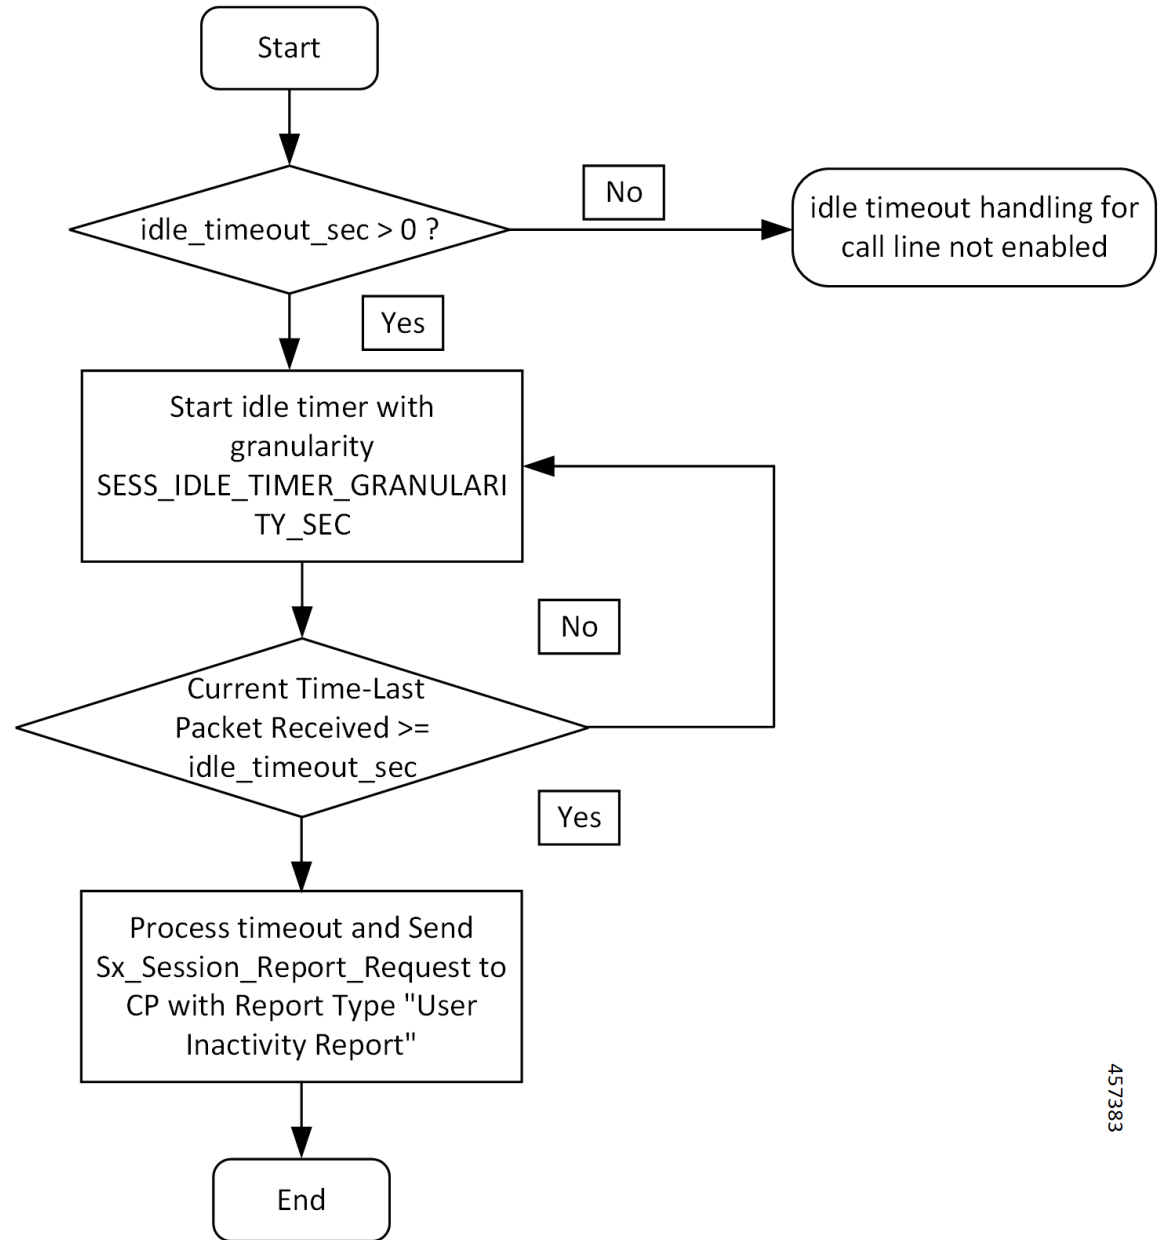 Start
idle_timeout_sec > 0 ?
No
idle timeout handling for
call line not enabled
Yes
Start idle timer with
granularity
SESS_IDLE_TIMER_GRANULARI
TY_SEC
No
Current Time-Last
Packet Received >=
idle_timeout_sec
Yes
Process timeout and Send
Sx_Session_Report_Request to
CP with Report Type "User
Inactivity Report"
End
457383